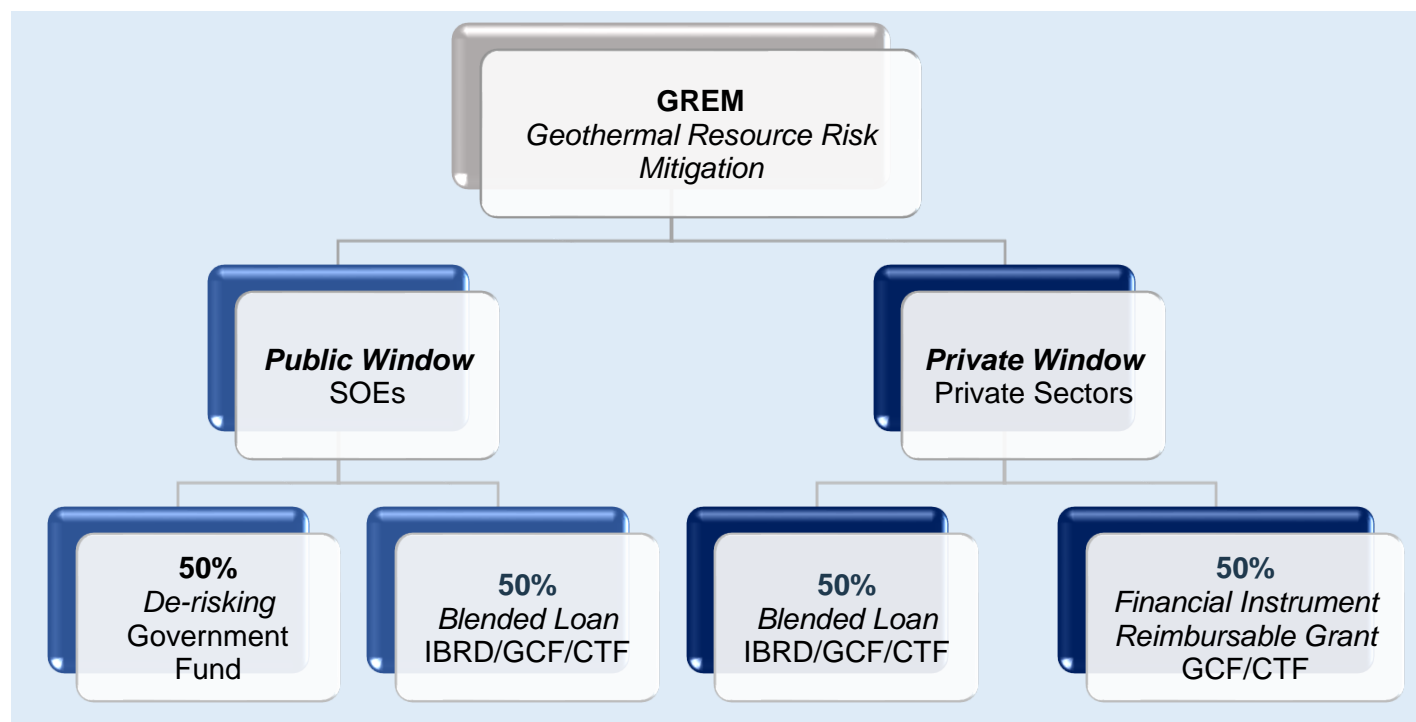 GREM
Geothermal Resource Risk
Mitigation
Public Window
SOEs
Private Window
Private Sectors
50%
De-risking
Government
Fund
50%
Blended Loan
IBRD/GCF/CTF
50%
Blended Loan
IBRD/GCF/CTF
50%
Financial Instrument
Reimbursable Grant
GCF/CTF